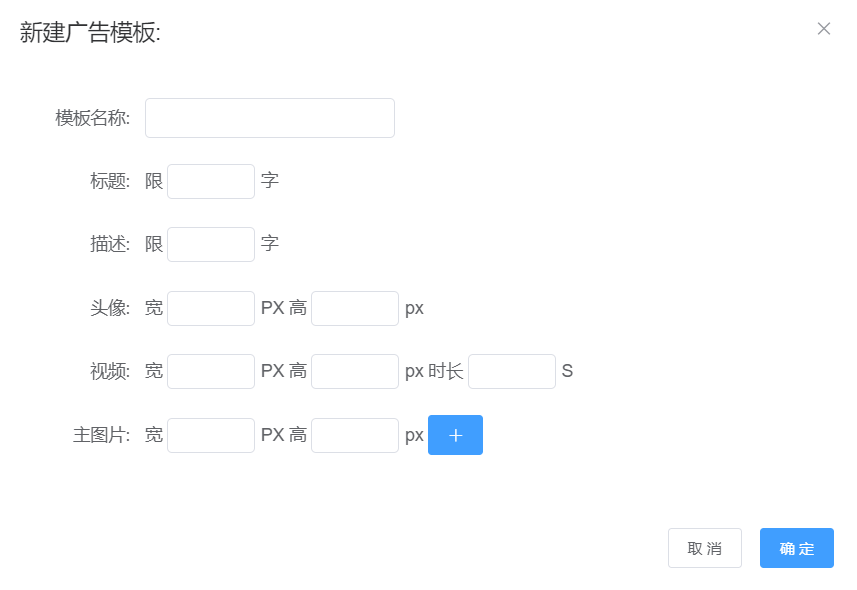 新建广告模板:
模板名称:
标题: 限 字
描述: 限 字
头像: 宽 PX 高 px
视频: 宽 PX 高 px 时长 S
主图片: 宽 PX 高 px +
取 消 确 定